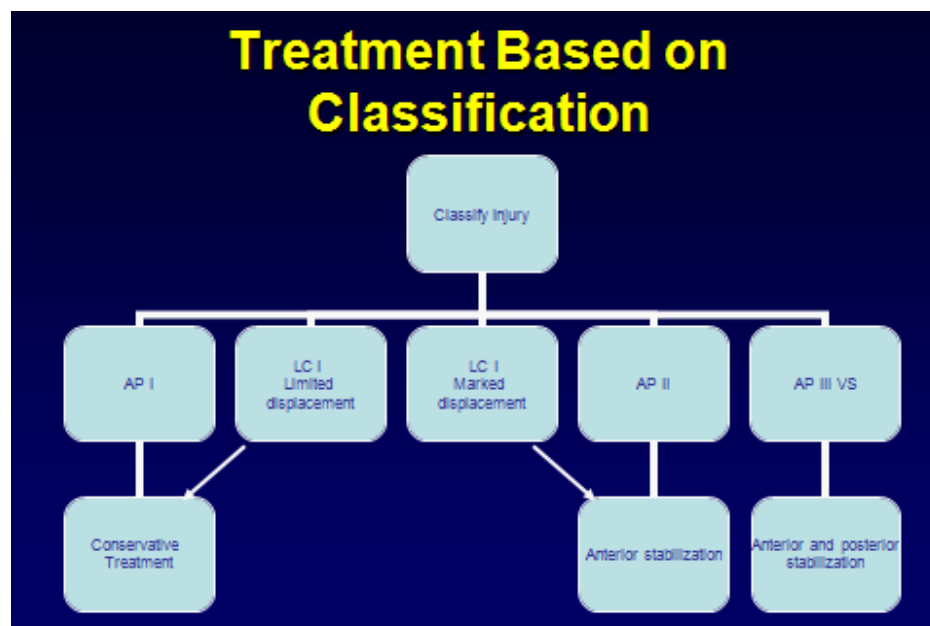 Treatment Based on
Classification
Classify Injury
AP I
LC I
Limited
displacement
LC I
Marked
displacement
AP II
AP III VS
Conservative
Treatment
Anterior stabilization
Anterior and posterior
stabilization